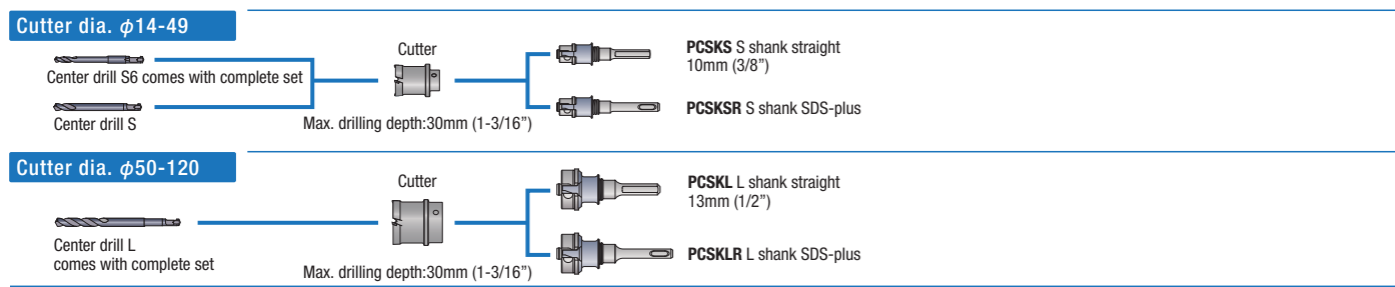 Cutter dia. φ14-49
Center drill S6 comes with complete set
Center drill S
Cutter
Max. drilling depth:30mm (1-3/16”)
PCSKS S shank straight
10mm (3/8”)
PCSKSR S shank SDS-plus
Cutter dia. φ50-120
Center drill L
comes with complete set
Cutter
Max. drilling depth:30mm (1-3/16”)
PCSKL L shank straight
13mm (1/2”)
PCSKLR L shank SDS-plus